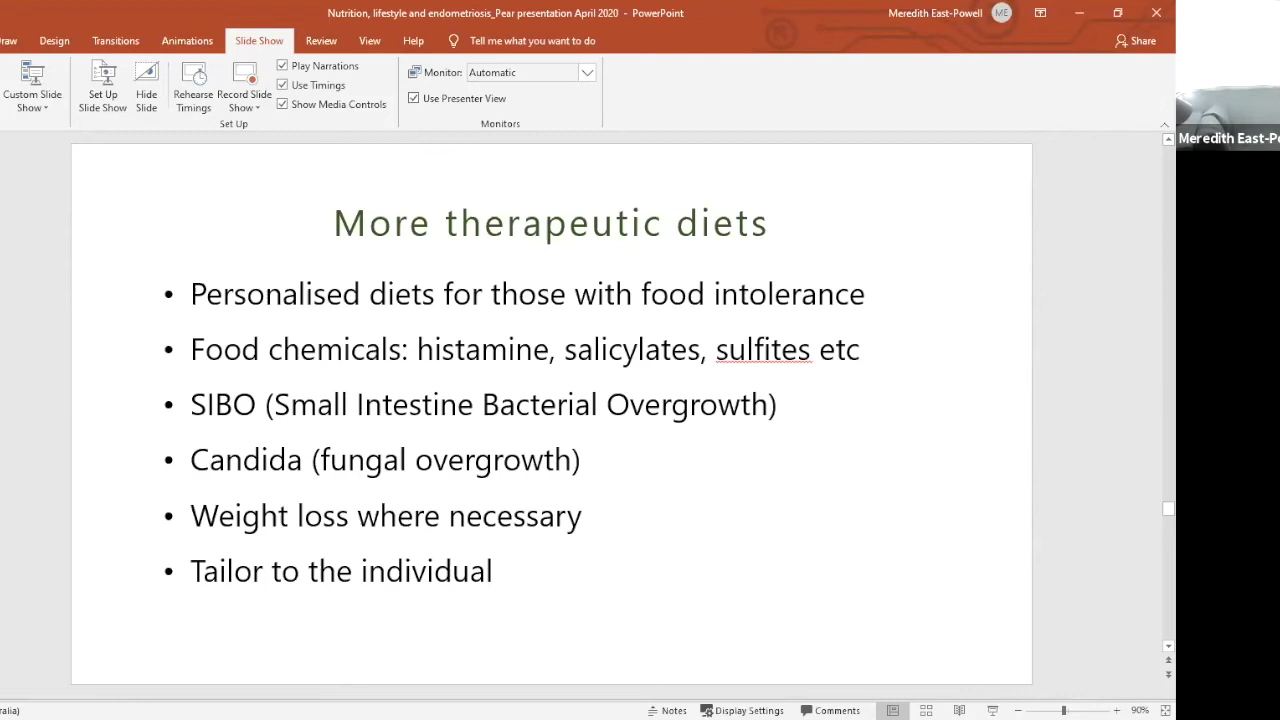 Nutrition, lifestyle and endometriosis_Pear presentation April 2020 - PowerPoint
Meredith East-Powell ME
raw Design Transitions Animations Slide Show Review View Help Tell me what you want to do Share
Custom Slide Show
Set Up Slide Show
Hide Slide
Rehearse Timings
Record Slide Show
Play Narrations
Use Timings
Show Media Controls
Set Up
Monitor: Automatic
Use Presenter View
Monitors
Meredith East-Po
More therapeutic diets
• Personalised diets for those with food intolerance
• Food chemicals: histamine, salicylates, sulfites etc
• SIBO (Small Intestine Bacterial Overgrowth)
• Candida (fungal overgrowth)
• Weight loss where necessary
• Tailor to the individual
ralia) Notes Display Settings Comments 90%